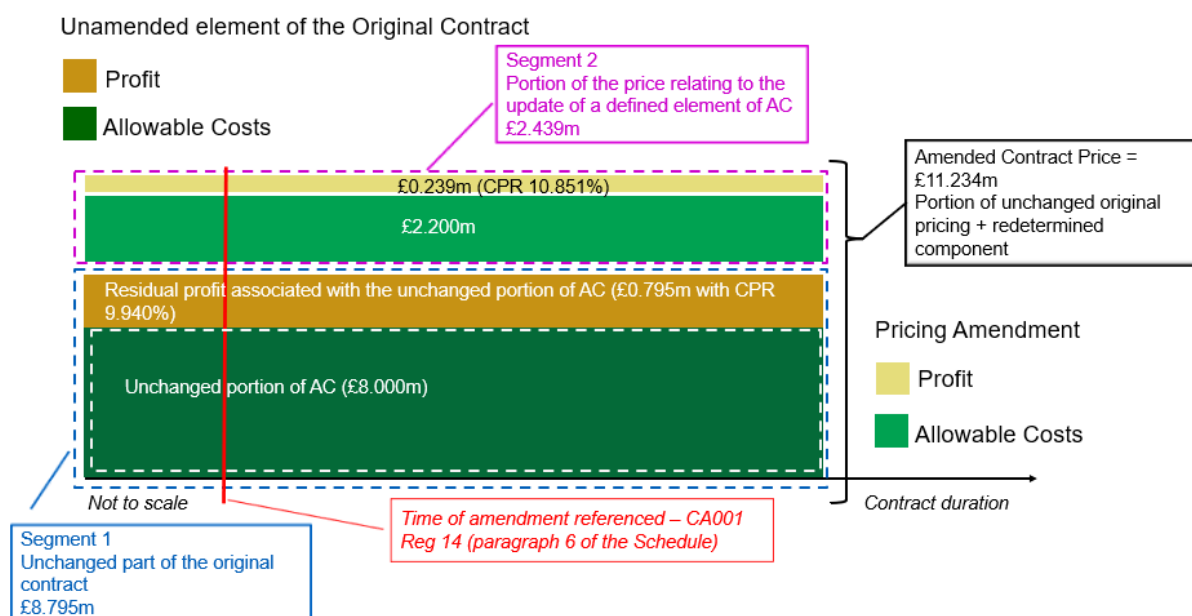 Unamended element of the Original Contract
Profit
Allowable Costs
Segment 2
Portion of the price relating to the
update of a defined element of AC
£2.439m
Amended Contract Price =
£11.234m
Portion of unchanged original
pricing + redetermined
component
£0.239m (CPR 10.851%)
£2.200m
Residual profit associated with the unchanged portion of AC (£0.795m with CPR
9.940%)
Unchanged portion of AC (£8.000m)
Pricing Amendment
Profit
Allowable Costs
Not to scale
Contract duration
Time of amendment referenced – CA001
Reg 14 (paragraph 6 of the Schedule)
Segment 1
Unchanged part of the original
contract
£8.795m